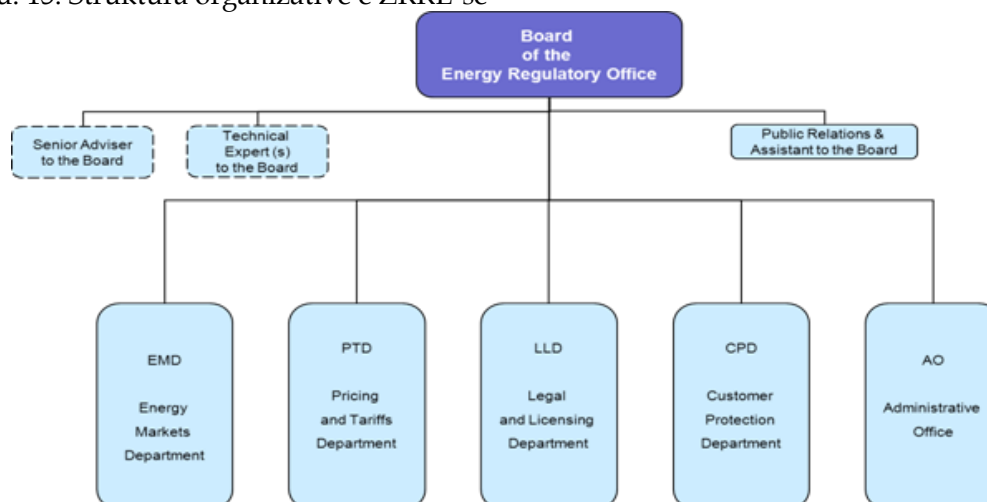 15. Struktura organizative e ZRRE-së
Board
of the
Energy Regulatory Office
Senior Adviser
to the Board
Technical
Expert (s)
to the Board
Public Relations &
Assistant to the Board
EMD
Energy
Markets
Department
PTD
Pricing
and Tariffs
Department
LLD
Legal
and Licensing
Department
CPD
Customer
Protection
Department
AO
Administrative
Office